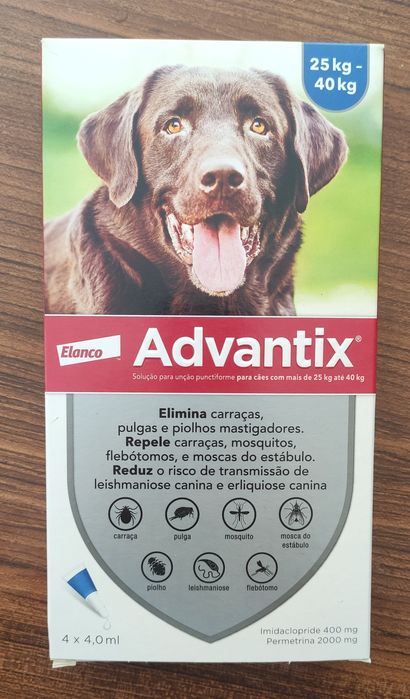 25 kg -
40 kg
Elanco
Advantix®
Solução para unção punctiforme para cães com mais de 25 kg até 40 kg
Elimina carraças,
pulgas e piolhos mastigadores.
Repele carraças, mosquitos,
flebótomos, e moscas do estábulo.
Reduz o risco de transmissão de
leishmaniose canina e erliquiose canina
carraça
pulga
mosquito
mosca do
estábulo
piolho
leishmaniose
flebótomo
4 x 4,0 ml
Imidaclopride 400 mg
Permetrina 2000 mg